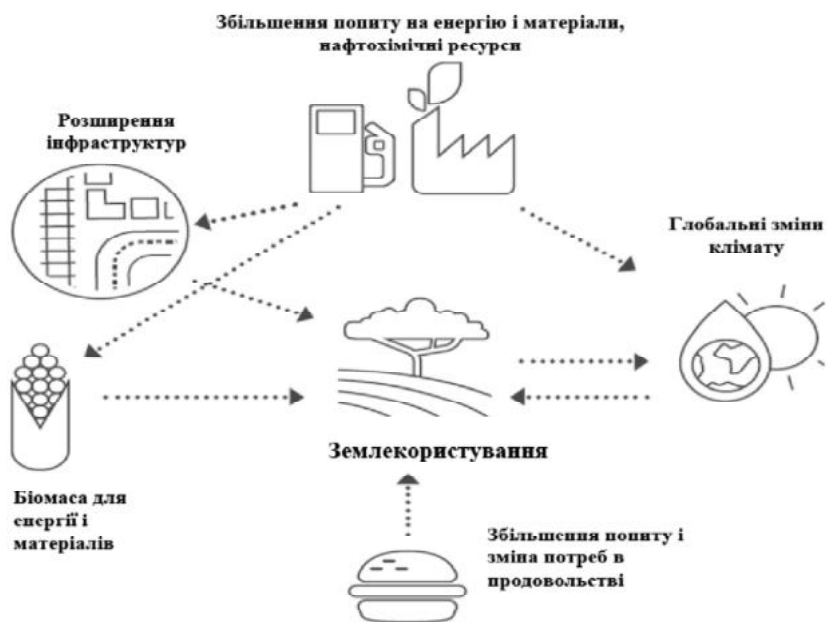 Збільшення попиту на енергію і матеріали,
нафтохімічні ресурси
Розширення
інфраструктур
Глобальні зміни
клімату
Землекористування
Біомаса для
енергії і
матеріалів
Збільшення попиту і
зміна потреб в
продовольстві